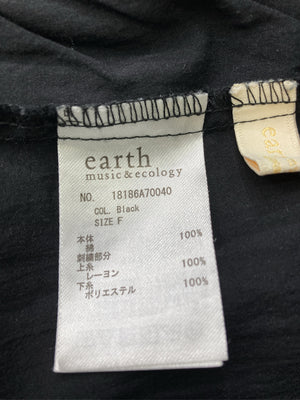 earth
music&ecology
NO. 18186A70040
COL. Black
SIZE F
本体
綿 100%
刺繍部分
上糸
レーヨン 100%
下糸
ポリエステル 100%